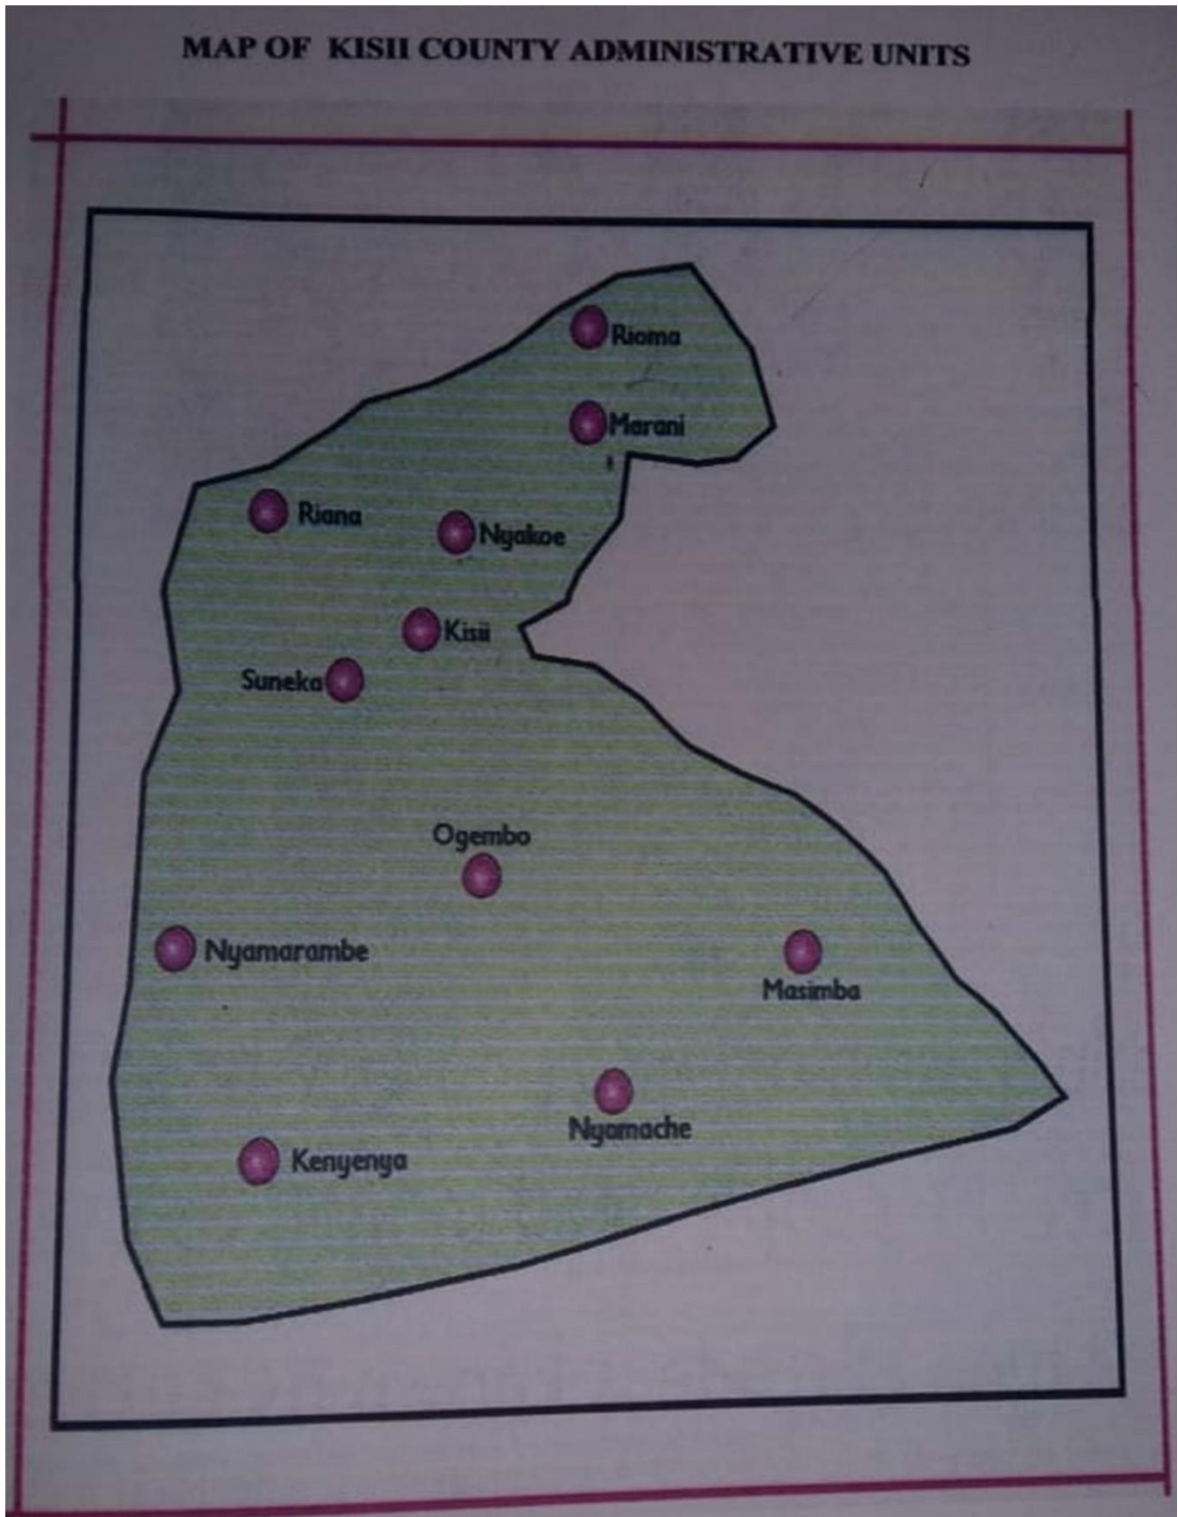 MAP OF KISII COUNTY ADMINISTRATIVE UNITS
Rioma
Marani
Riana
Nyakoe
Kisii
Suneka
Ogembo
Nyamarambe
Masimba
Nyamache
Kenyenya